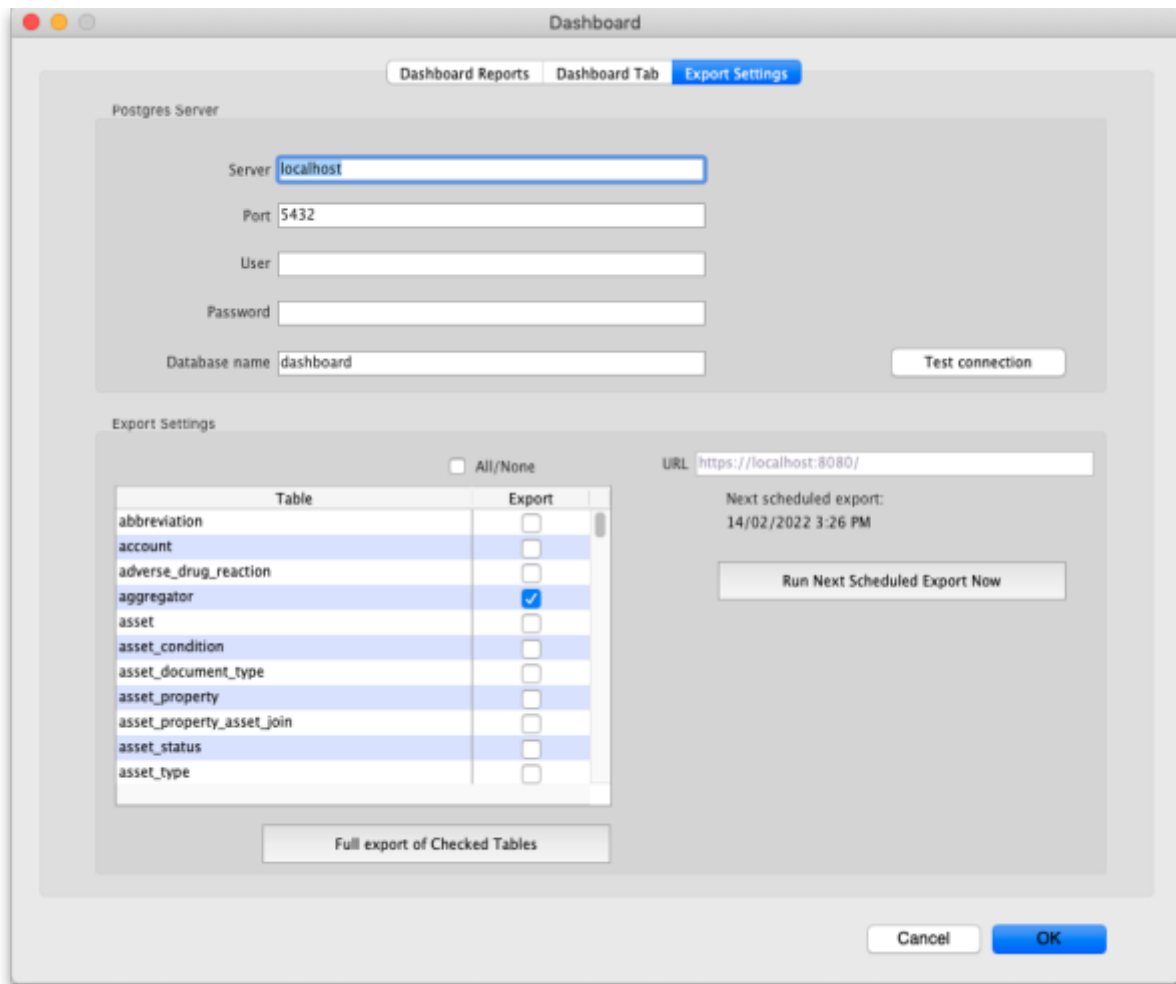 Dashboard
Dashboard Reports Dashboard Tab Export Settings
Postgres Server
Server localhost
Port 5432
User
Password
Database name dashboard
Test connection
Export Settings
All/None
URL https://localhost:8080/
Table Export
Next scheduled export:
14/02/2022 3:26 PM
abbreviation
account
adverse_drug_reaction
Run Next Scheduled Export Now
aggregator
asset
asset_condition
asset_document_type
asset_property
asset_property_asset_join
asset_status
asset_type
Full export of Checked Tables
Cancel OK